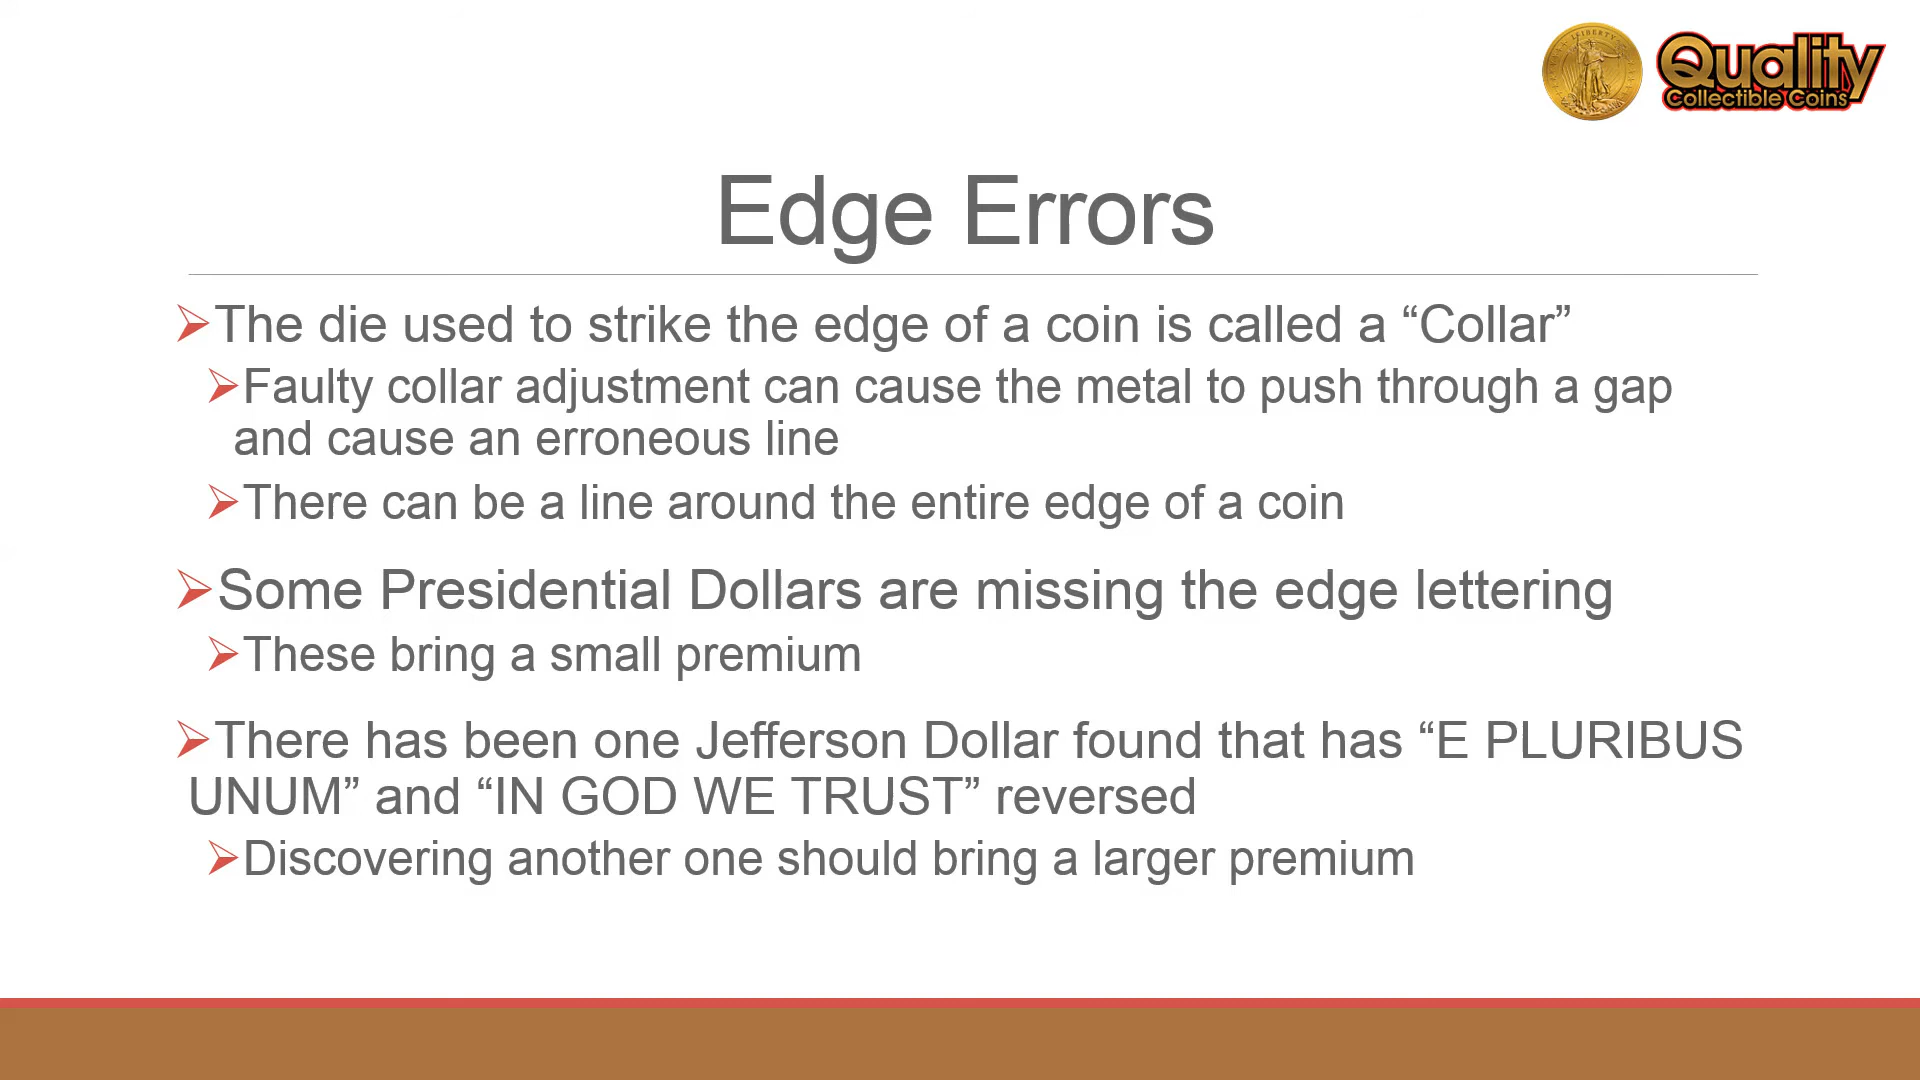 LIBERTY
Quality
Collectible Coins
Edge Errors
The die used to strike the edge of a coin is called a “Collar”
Faulty collar adjustment can cause the metal to push through a gap
and cause an erroneous line
There can be a line around the entire edge of a coin
Some Presidential Dollars are missing the edge lettering
These bring a small premium
There has been one Jefferson Dollar found that has “E PLURIBUS
UNUM” and “IN GOD WE TRUST” reversed
Discovering another one should bring a larger premium